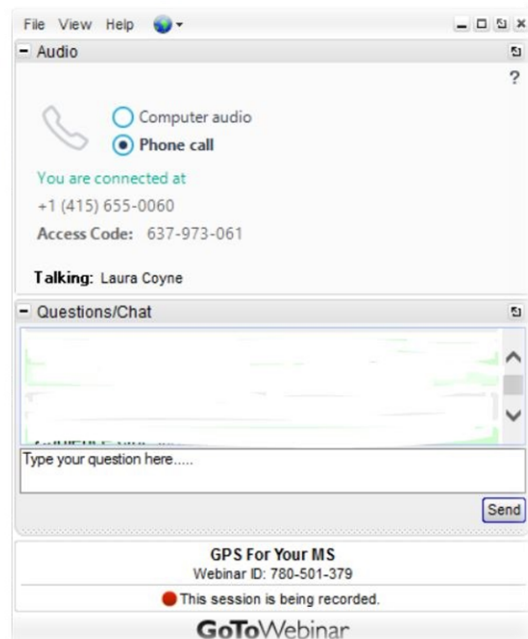 File View Help
Audio
?
Computer audio
Phone call
You are connected at
+1 (415) 655-0060
Access Code: 637-973-061
Talking: Laura Coyne
Questions/Chat
Type your question here.....
Send
GPS For Your MS
Webinar ID: 780-501-379
This session is being recorded.
GoToWebinar